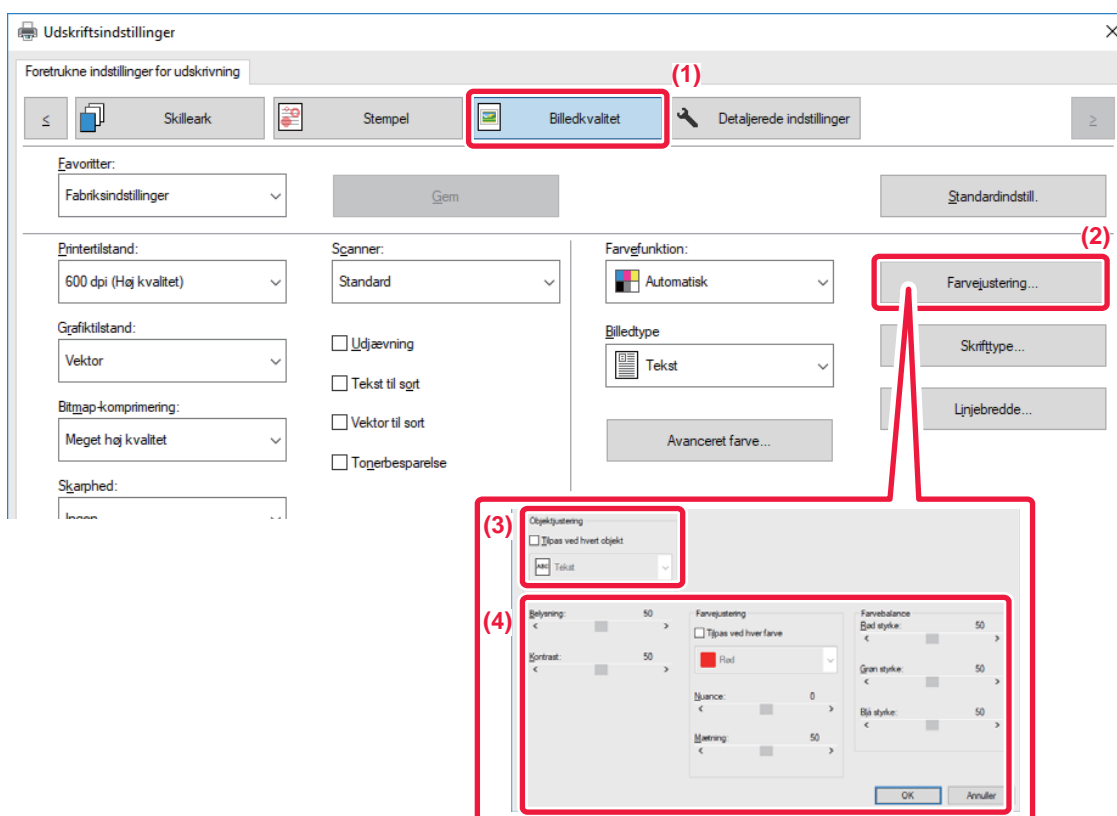 Udskriftsindstillinger
Foretrukne indstillinger for udskrivning
(1)
<
Skilleark
Stempel
Billedkvalitet
Detaljerede indstillinger
>
Favoritter:
Fabriksindstillinger
Gem
Standardindstill.
(2)
Printertilstand:
Scanner:
Farvefunktion:
600 dpi (Høj kvalitet)
Standard
Automatisk
Farvejustering...
Grafiktilstand:
Udjævning
Billedtype
Skrifttype...
Vektor
Tekst
Tekst til sort
Bitmap-komprimering:
Linjebredde...
Vektor til sort
Meget høj kvalitet
Avanceret farve...
Tonerbesparelse
Skarphed:
Ingen
(3)
Objektjustering
Tilpas ved hvert objekt
ABC
Tekst
(4)
Belysning:
50
Kontrast:
50
Farvejustering
Tilpas ved hver farve
Rød
Nuance:
0
Mætning:
50
Farvebalance
Rød styrke:
50
Grøn styrke:
50
Blå styrke:
50
OK
Annuller